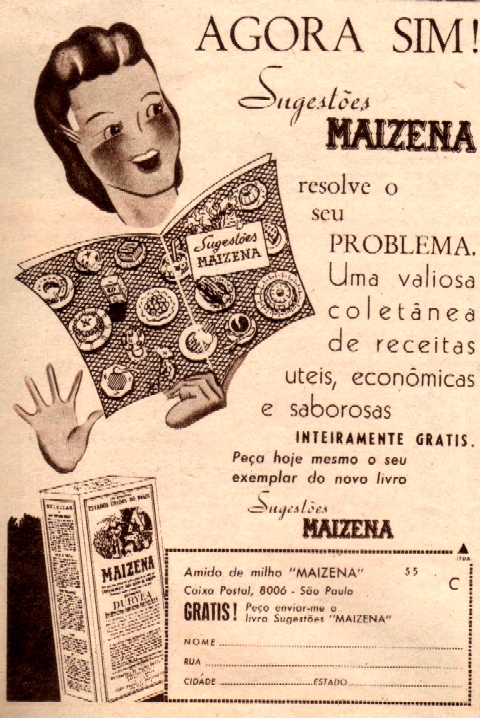 AGORA SIM!
Sugestões
MAIZENA
Sugestões
MAIZENA
resolve o
seu
PROBLEMA.
Uma valiosa
coletânea
de receitas
uteis, econômicas
e saborosas
INTEIRAMENTE GRATIS.
Peça hoje mesmo o seu
exemplar do novo livro
Sugestões
MAIZENA
MAIZENA
DURYEA
Amido de milho "MAIZENA" 55
C
Caixa Postal, 8006 - São Paulo
GRATIS! Peço enviar-me o
livro Sugestões "MAIZENA"
NOME
RUA
CIDADE ESTADO